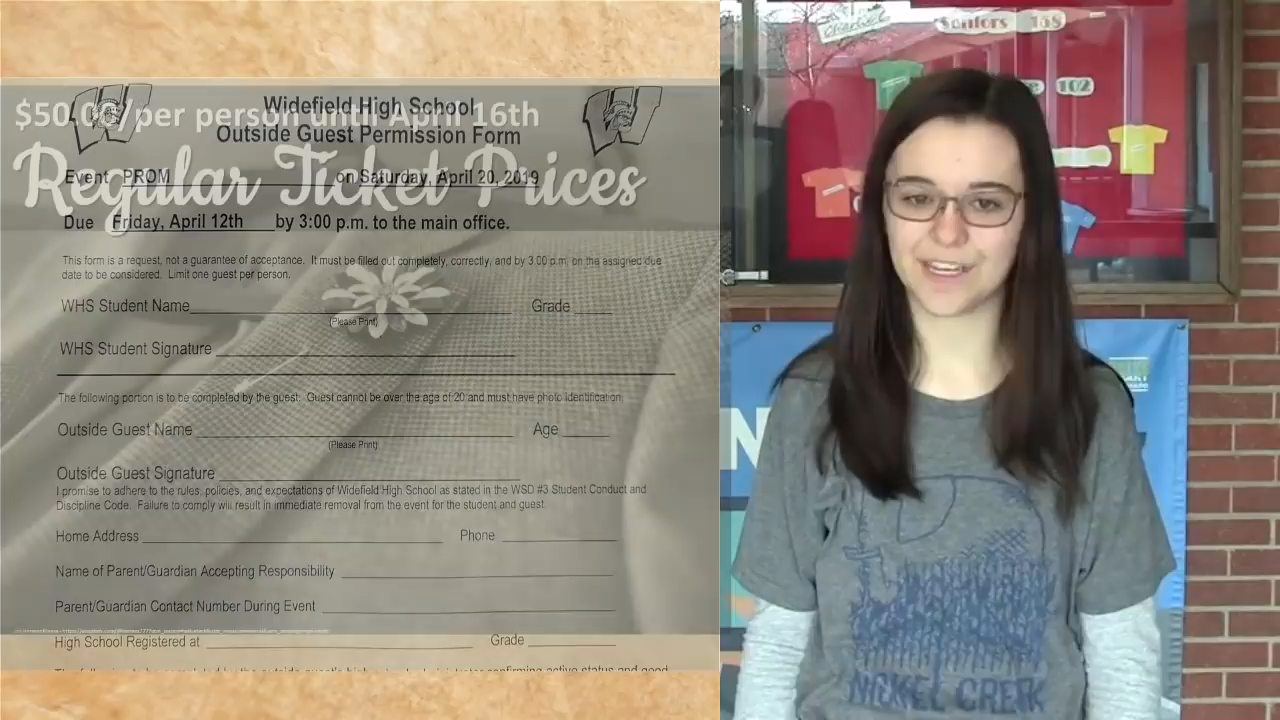 $50.00/per person until April 16th
Regular Ticket Prices
Widefield High School
Outside Guest Permission Form
Event PROM on Saturday, April 20, 2019
Due Friday, April 12th by 3:00 p.m. to the main office.
This form is a request, not a guarantee of acceptance. It must be filled out completely, correctly, and by 3:00 p.m. on the assigned due
date to be considered. Limit one guest per person.
WHS Student Name Grade
(Please Print)
WHS Student Signature
The following portion is to be completed by the guest. Guest cannot be over the age of 20 and must have photo identification.
Outside Guest Name Age
(Please Print)
Outside Guest Signature
I promise to adhere to the rules, policies, and expectations of Widefield High School as stated in the WSD #3 Student Conduct and
Discipline Code. Failure to comply will result in immediate removal from the event for the student and guest.
Home Address Phone
Name of Parent/Guardian Accepting Responsibility
Parent/Guardian Contact Number During Event
High School Registered at Grade
Seniors 158
102
N
NICKEL CREEK